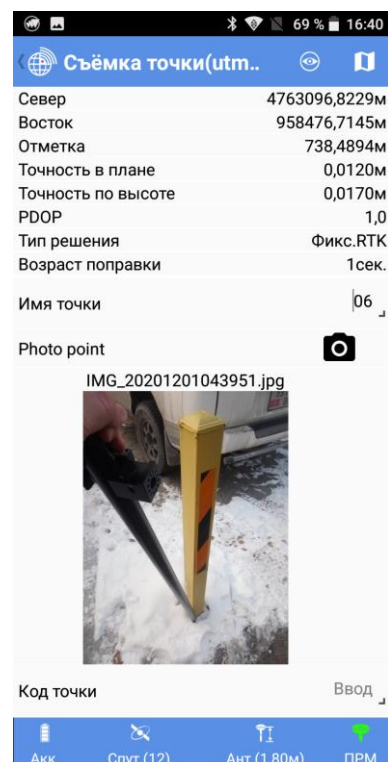 69 % 16:40
Съёмка точки(utm..
Север 4763096,8229м
Восток 958476,7145м
Отметка 738,4894м
Точность в плане 0,0120м
Точность по высоте 0,0170м
PDOP 1,0
Тип решения Фикс.RTK
Возраст поправки 1сек.
Имя точки 06
Photo point
IMG_20201201043951.jpg
Код точки Ввод
Акк Спут (12) Ант (1.80м) ПРМ